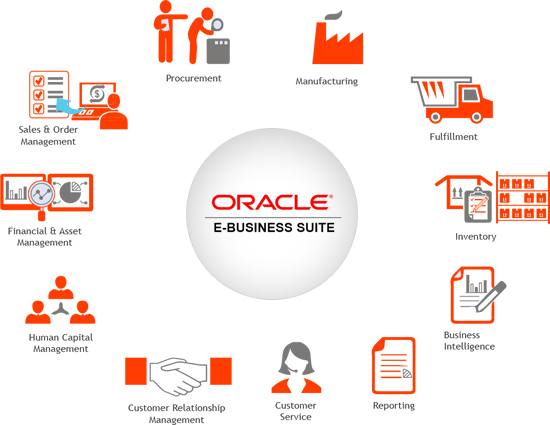 Procurement
Manufacturing
Sales & Order
Management
Fulfillment
ORACLE®
E-BUSINESS SUITE
Financial & Asset
Management
Inventory
Human Capital
Management
Business
Intelligence
Customer Relationship
Management
Customer
Service
Reporting